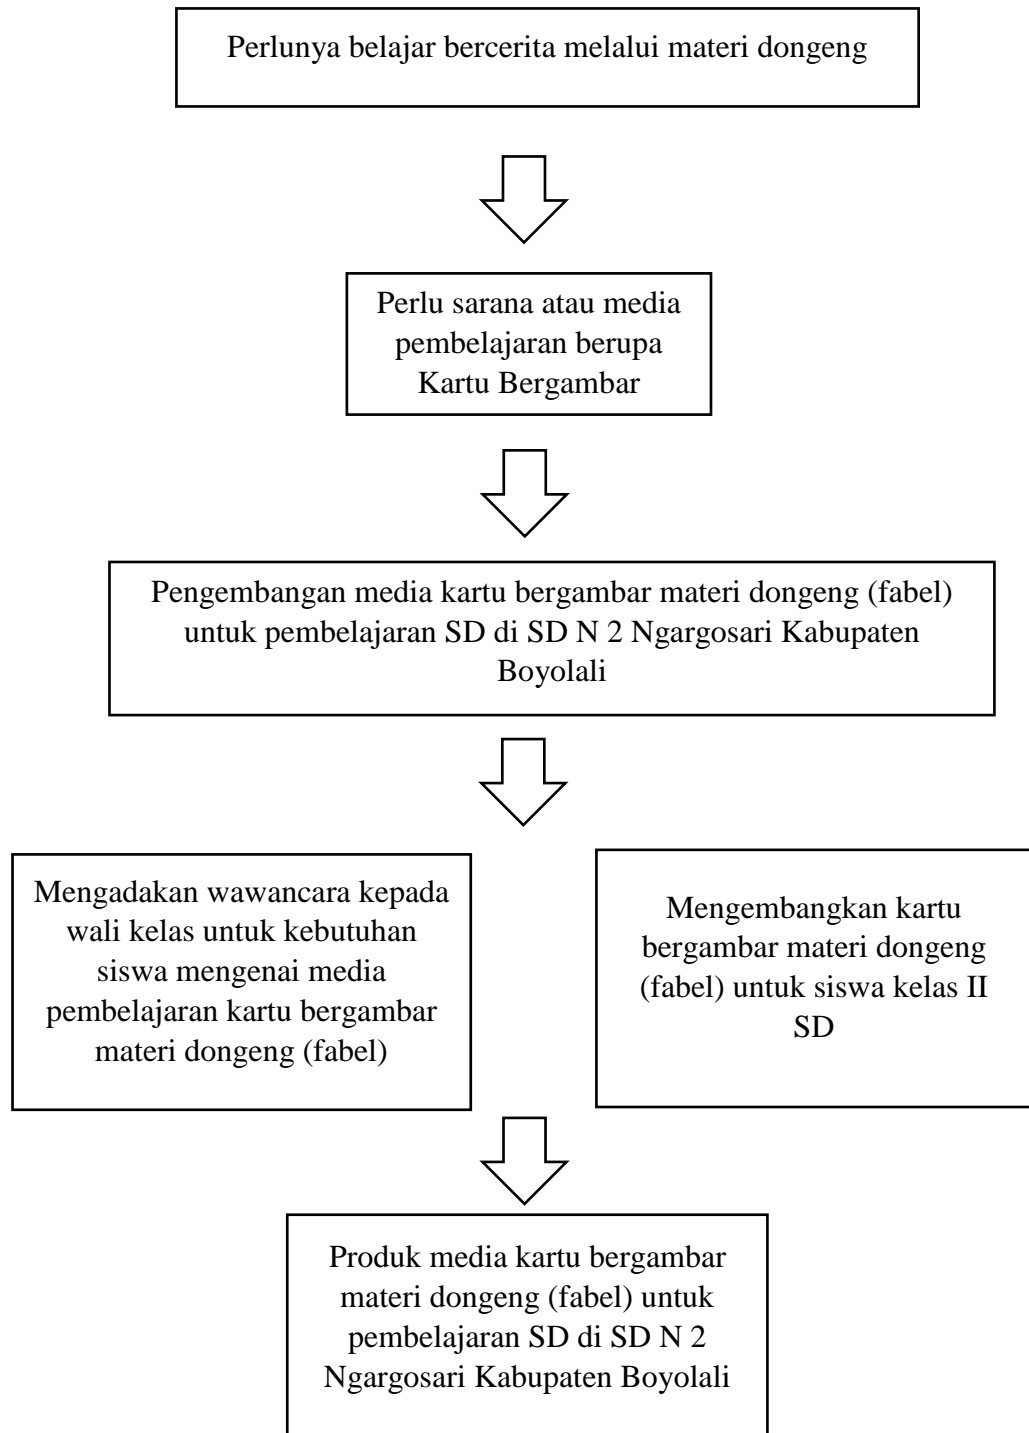 Perlunya belajar bercerita melalui materi dongeng
Perlu sarana atau media
pembelajaran berupa
Kartu Bergambar
Pengembangan media kartu bergambar materi dongeng (fabel)
untuk pembelajaran SD di SD N 2 Ngargosari Kabupaten
Boyolali
Mengadakan wawancara kepada
wali kelas untuk kebutuhan
siswa mengenai media
pembelajaran kartu bergambar
materi dongeng (fabel)
Mengembangkan kartu
bergambar materi dongeng
(fabel) untuk siswa kelas II
SD
Produk media kartu bergambar
materi dongeng (fabel) untuk
pembelajaran SD di SD N 2
Ngargosari Kabupaten Boyolali